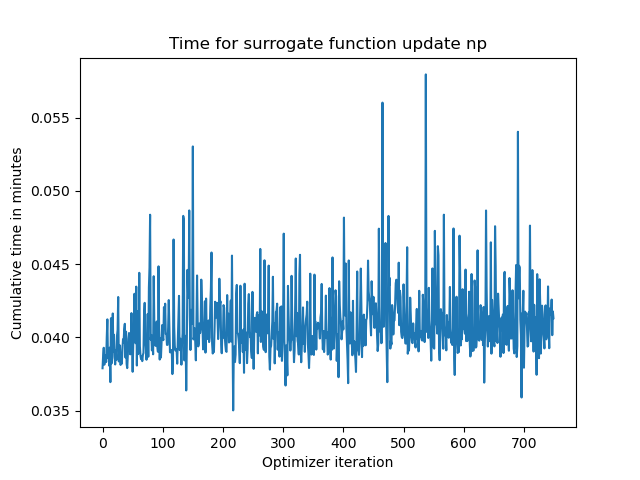 Time for surrogate function update np
Cumulative time in minutes
0.055
0.050
0.045
0.040
0.035
0 100 200 300 400 500 600 700
Optimizer iteration